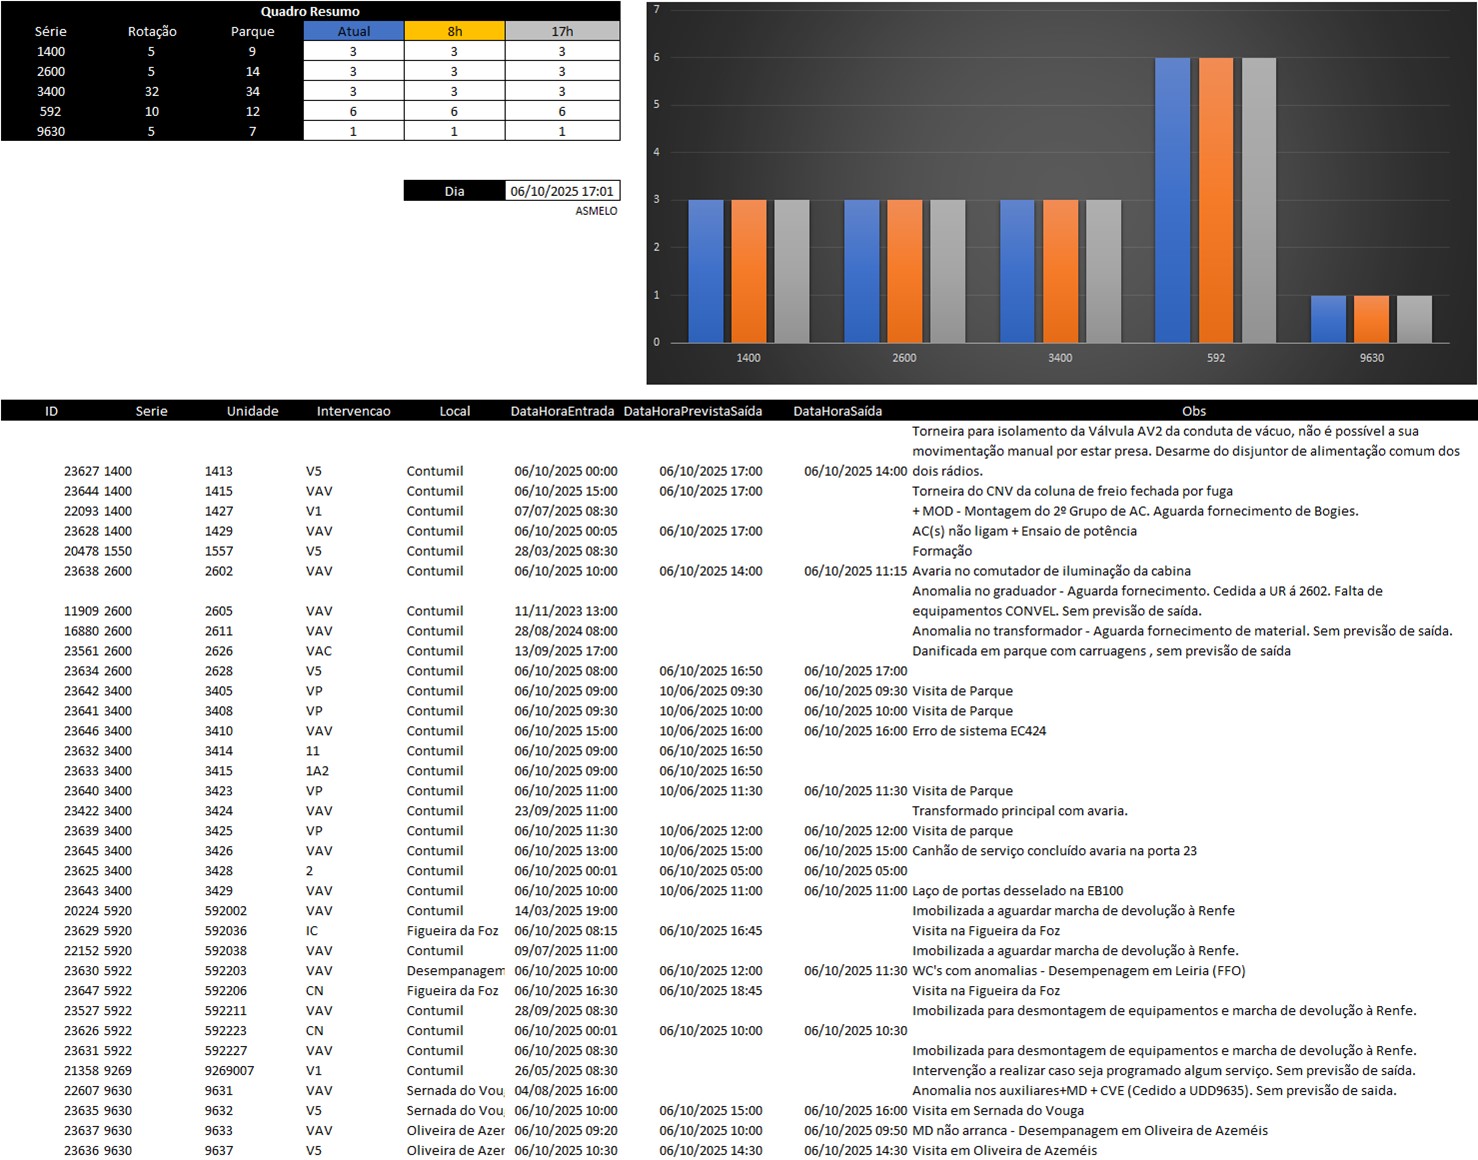 Quadro Resumo
Série Rotação Parque Atual 8h 17h
1400 5 9 3 3 3
2600 5 14 3 3 3
3400 32 34 3 3 3
592 10 12 6 6 6
9630 5 7 1 1 1
Dia 06/10/2025 17:01
ASMELO
7
6
5
4
3
2
1
0
1400 2600 3400 592 9630
ID Serie Unidade Intervencao Local DataHoraEntrada DataHoraPrevistaSaída DataHoraSaída Obs
Torneira para isolamento da Válvula AV2 da conduta de vácuo, não é possível a sua
movimentação manual por estar presa. Desarme do disjuntor de alimentação comum dos
23627 1400 1413 V5 Contumil 06/10/2025 00:00 06/10/2025 17:00 06/10/2025 14:00 dois rádios.
23644 1400 1415 VAV Contumil 06/10/2025 15:00 06/10/2025 17:00 Torneira do CNV da coluna de freio fechada por fuga
22093 1400 1427 V1 Contumil 07/07/2025 08:30 + MOD - Montagem do 2º Grupo de AC. Aguarda fornecimento de Bogies.
23628 1400 1429 VAV Contumil 06/10/2025 00:05 06/10/2025 17:00 AC(s) não ligam + Ensaio de potência
20478 1550 1557 V5 Contumil 28/03/2025 08:30 Formação
23638 2600 2602 VAV Contumil 06/10/2025 10:00 06/10/2025 14:00 06/10/2025 11:15 Avaria no comutador de iluminação da cabina
Anomalia no graduador - Aguarda fornecimento. Cedida a UR á 2602. Falta de
11909 2600 2605 VAV Contumil 11/11/2023 13:00 equipamentos CONVEL. Sem previsão de saída.
16880 2600 2611 VAV Contumil 28/08/2024 08:00 Anomalia no transformador - Aguarda fornecimento de material. Sem previsão de saída.
23561 2600 2626 VAC Contumil 13/09/2025 17:00 Danificada em parque com carruagens , sem previsão de saída
23634 2600 2628 V5 Contumil 06/10/2025 08:00 06/10/2025 16:50 06/10/2025 17:00
23642 3400 3405 VP Contumil 06/10/2025 09:00 10/06/2025 09:30 06/10/2025 09:30 Visita de Parque
23641 3400 3408 VP Contumil 06/10/2025 09:30 10/06/2025 10:00 06/10/2025 10:00 Visita de Parque
23646 3400 3410 VAV Contumil 06/10/2025 15:00 10/06/2025 16:00 06/10/2025 16:00 Erro de sistema EC424
23632 3400 3414 11 Contumil 06/10/2025 09:00 06/10/2025 16:50
23633 3400 3415 1A2 Contumil 06/10/2025 09:00 06/10/2025 16:50
23640 3400 3423 VP Contumil 06/10/2025 11:00 10/06/2025 11:30 06/10/2025 11:30 Visita de Parque
23422 3400 3424 VAV Contumil 23/09/2025 11:00 Transformado principal com avaria.
23639 3400 3425 VP Contumil 06/10/2025 11:30 10/06/2025 12:00 06/10/2025 12:00 Visita de parque
23645 3400 3426 VAV Contumil 06/10/2025 13:00 10/06/2025 15:00 06/10/2025 15:00 Canhão de serviço concluído avaria na porta 23
23625 3400 3428 2 Contumil 06/10/2025 00:01 06/10/2025 05:00 06/10/2025 05:00
23643 3400 3429 VAV Contumil 06/10/2025 10:00 10/06/2025 11:00 06/10/2025 11:00 Laço de portas desselado na EB100
20224 5920 592002 VAV Contumil 14/03/2025 19:00 Imobilizada a aguardar marcha de devolução à Renfe
23629 5920 592036 IC Figueira da Foz 06/10/2025 08:15 06/10/2025 16:45 Visita na Figueira da Foz
22152 5920 592038 VAV Contumil 09/07/2025 11:00 Imobilizada a aguardar marcha de devolução à Renfe.
23630 5922 592203 VAV Desempanagem 06/10/2025 10:00 06/10/2025 12:00 06/10/2025 11:30 WC's com anomalias - Desempenagem em Leiria (FFO)
23647 5922 592206 CN Figueira da Foz 06/10/2025 16:30 06/10/2025 18:45 Visita na Figueira da Foz
23527 5922 592211 VAV Contumil 28/09/2025 08:30 Imobilizada para desmontagem de equipamentos e marcha de devolução à Renfe.
23626 5922 592223 CN Contumil 06/10/2025 00:01 06/10/2025 10:00 06/10/2025 10:30
23631 5922 592227 VAV Contumil 06/10/2025 08:30 Imobilizada para desmontagem de equipamentos e marcha de devolução à Renfe.
21358 9269 9269007 V1 Contumil 26/05/2025 08:30 Intervenção a realizar caso seja programado algum serviço. Sem previsão de saída.
22607 9630 9631 VAV Sernada do Vou 04/08/2025 16:00 Anomalia nos auxiliares+MD + CVE (Cedido a UDD9635). Sem previsão de saida.
23635 9630 9632 V5 Sernada do Vou 06/10/2025 10:00 06/10/2025 15:00 06/10/2025 16:00 Visita em Sernada do Vouga
23637 9630 9633 VAV Oliveira de Azer 06/10/2025 09:20 06/10/2025 10:00 06/10/2025 09:50 MD não arranca - Desempanagem em Oliveira de Azeméis
23636 9630 9637 V5 Oliveira de Azer 06/10/2025 10:30 06/10/2025 14:30 06/10/2025 14:30 Visita em Oliveira de Azeméis